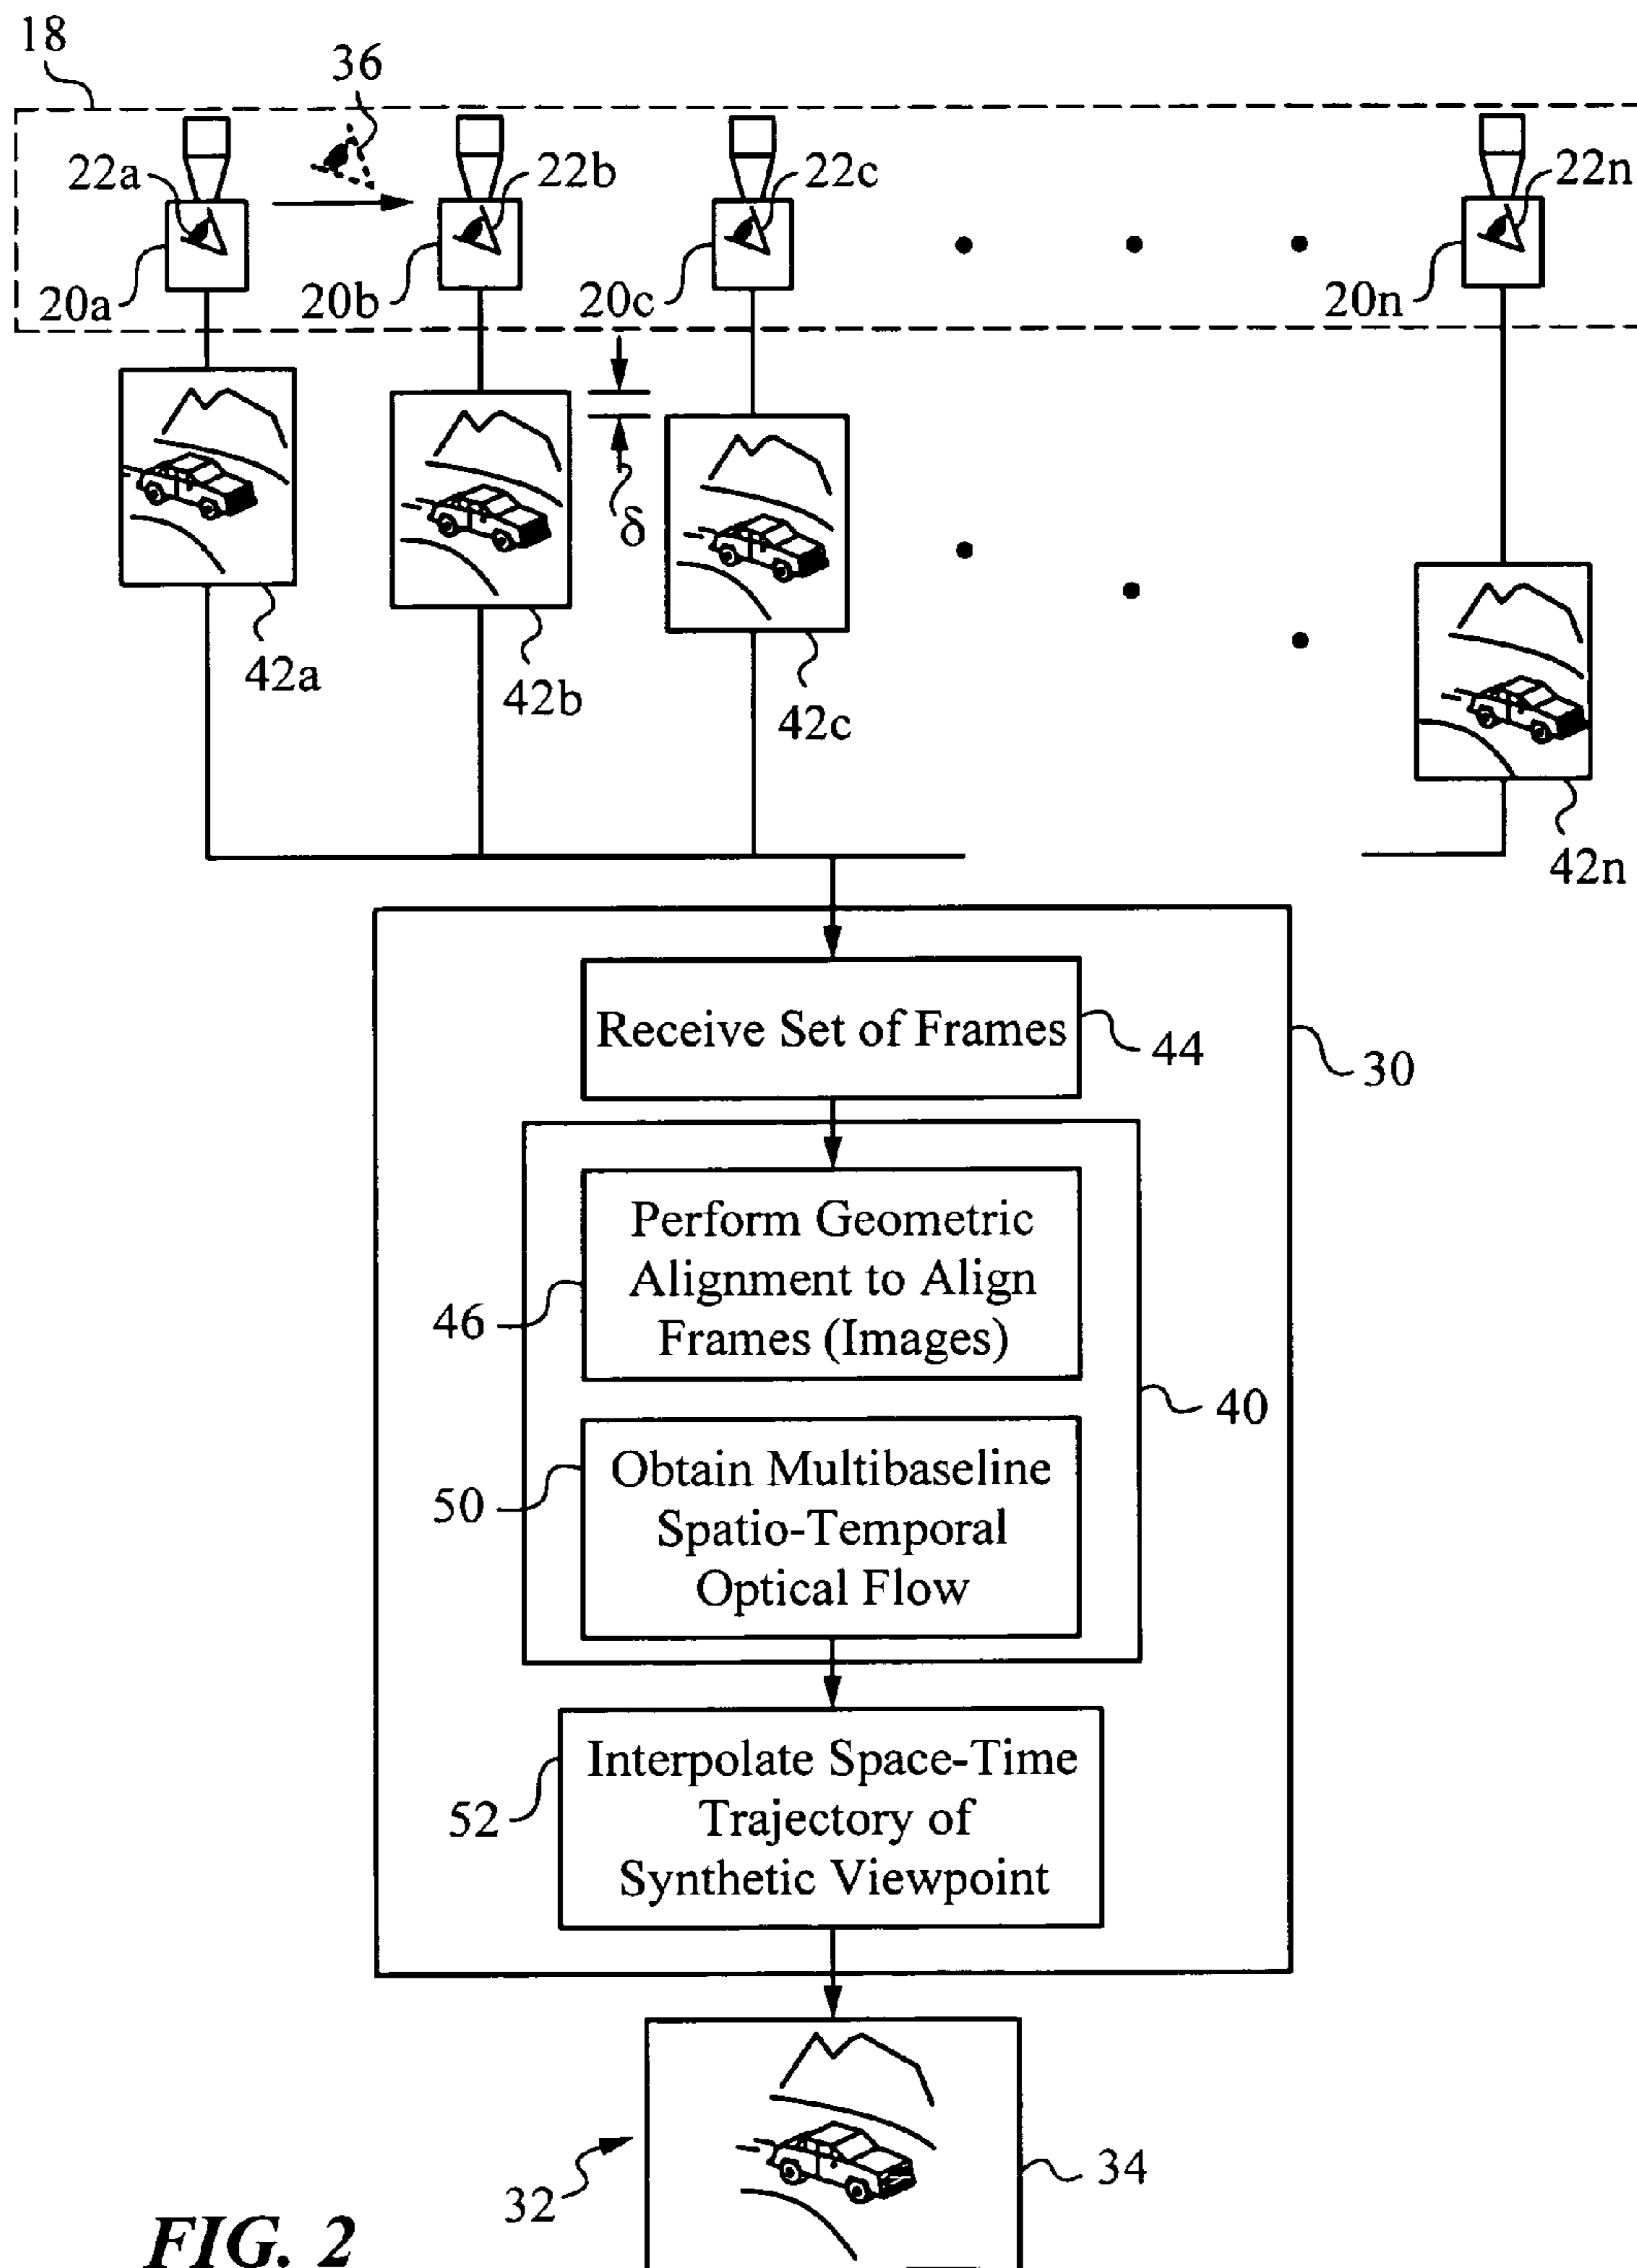 18
36
22a
22b
22c
22n
20a
20b
20c
20n
δ
42a
42b
42c
42n
Receive Set of Frames
44
30
Perform Geometric
Alignment to Align
Frames (Images)
46
40
Obtain Multibaseline
Spatio-Temporal
Optical Flow
50
Interpolate Space-Time
Trajectory of
Synthetic Viewpoint
52
32
34
FIG. 2